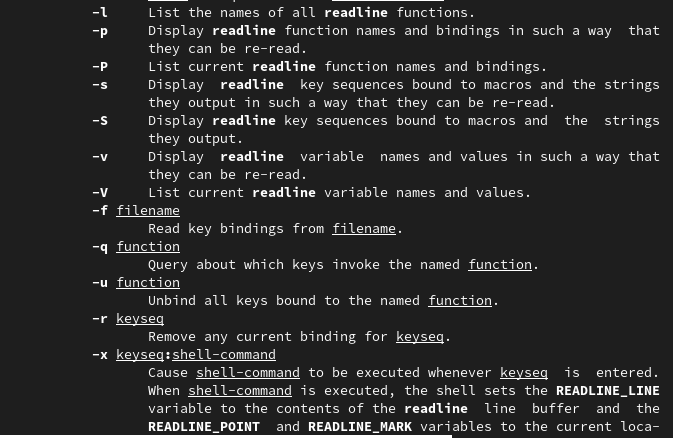 -l List the names of all readline functions.
-p Display readline function names and bindings in such a way that
they can be re-read.
-P List current readline function names and bindings.
-s Display readline key sequences bound to macros and the strings
they output in such a way that they can be re-read.
-S Display readline key sequences bound to macros and the strings
they output.
-v Display readline variable names and values in such a way that
they can be re-read.
-V List current readline variable names and values.
-f filename
Read key bindings from filename.
-q function
Query about which keys invoke the named function.
-u function
Unbind all keys bound to the named function.
-r keyseq
Remove any current binding for keyseq.
-x keyseq:shell-command
Cause shell-command to be executed whenever keyseq is entered.
When shell-command is executed, the shell sets the READLINE_LINE
variable to the contents of the readline line buffer and the
READLINE_POINT and READLINE_MARK variables to the current loca-